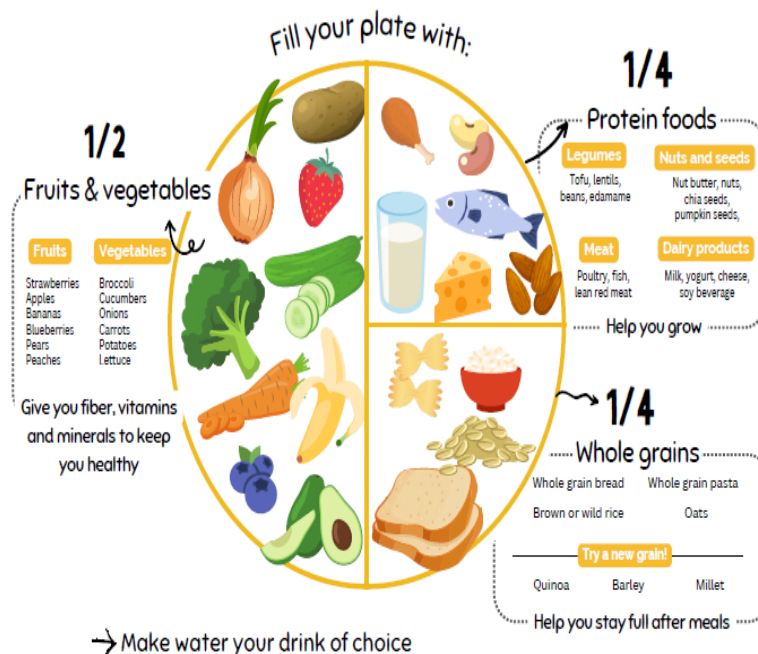 Fill your plate with:
1/2
Fruits & vegetables
Fruits
Strawberries
Apples
Bananas
Blueberries
Pears
Peaches
Vegetables
Broccoli
Cucumbers
Onions
Carrots
Potatoes
Lettuce
Give you fiber, vitamins
and minerals to keep
you healthy
1/4
Protein foods
Legumes
Tofu, lentils,
beans, edamame
Nuts and seeds
Nut butter, nuts,
chia seeds,
pumpkin seeds,
Meat
Poultry, fish,
lean red meat
Dairy products
Milk, yogurt, cheese,
soy beverage
Help you grow
1/4
Whole grains
Whole grain bread
Whole grain pasta
Brown or wild rice
Oats
Try a new grain!
Quinoa
Barley
Millet
Help you stay full after meals
→ Make water your drink of choice